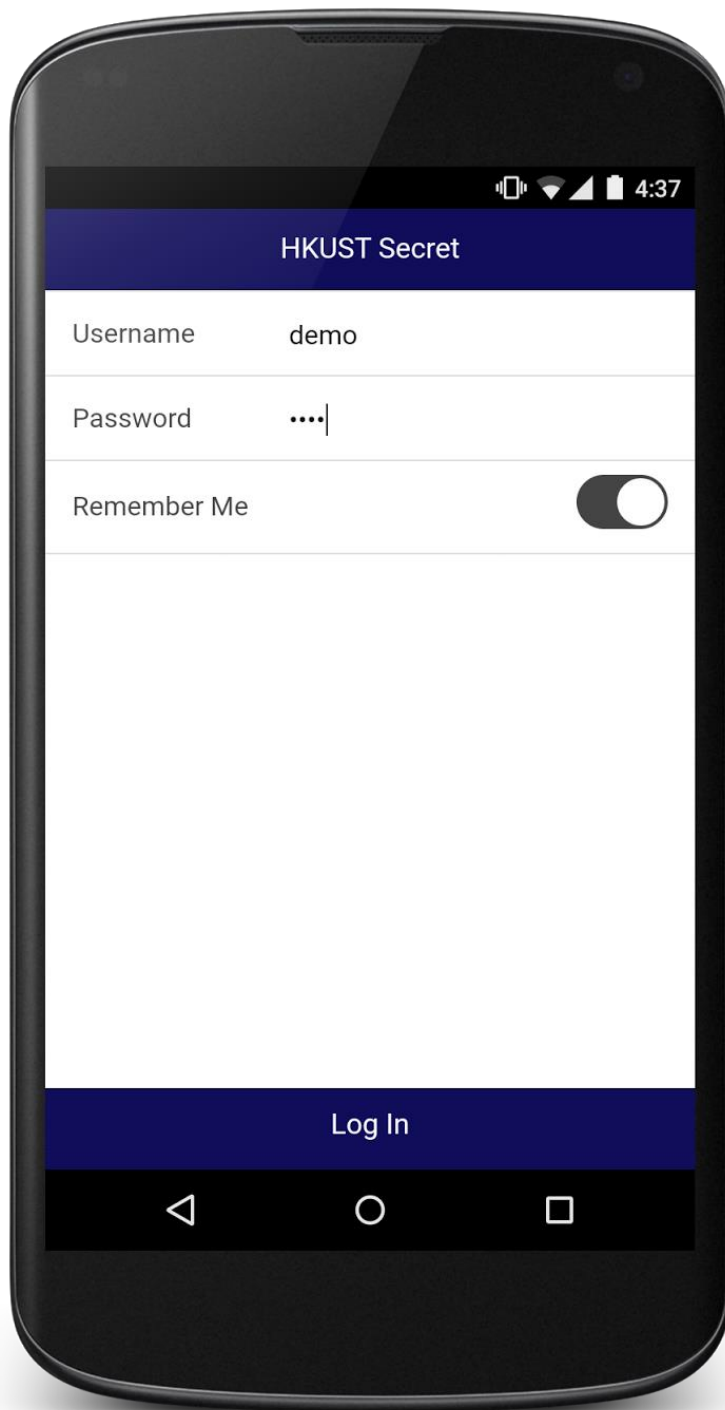 4:37
HKUST Secret
Username demo
Password ••••
Remember Me
Log In